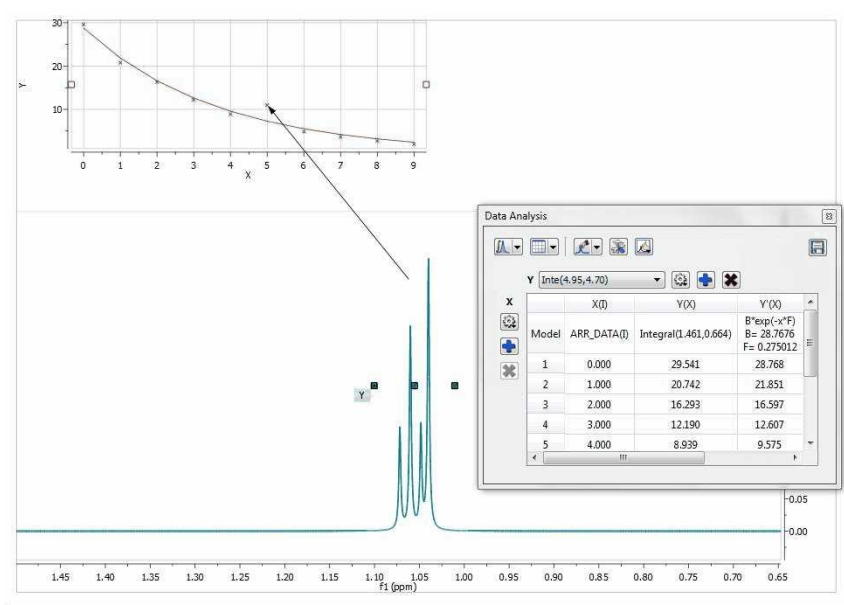 30
20
10
Y
0 1 2 3 4 5 6 7 8 9
X
Data Analysis
Y Inte(4.95,4.70)
X
X(I) Y(X) Y'(X)
Model ARR_DATA(I) Integral(1.461,0.664) B*exp(-x*F)
B= 28.7676
F= 0.275012
1 0.000 29.541 28.768
2 1.000 20.742 21.851
3 2.000 16.293 16.597
4 3.000 12.190 12.607
5 4.000 8.939 9.575
Y
-0.05
-0.00
1.45 1.40 1.35 1.30 1.25 1.20 1.15 1.10 1.05 1.00 0.95 0.90 0.85 0.80 0.75 0.70 0.65
f1 (ppm)